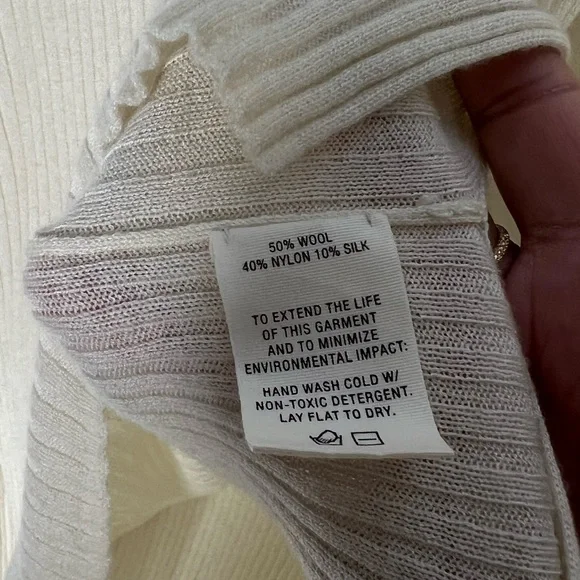 50% WOOL
40% NYLON 10% SILK
TO EXTEND THE LIFE
OF THIS GARMENT
AND TO MINIMIZE
ENVIRONMENTAL IMPACT:
HAND WASH COLD W/
NON-TOXIC DETERGENT.
LAY FLAT TO DRY.